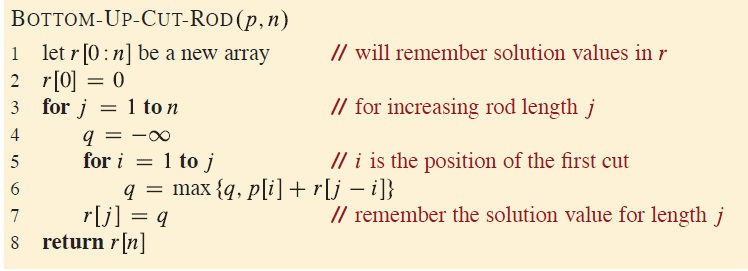 BOTTOM-UP-CUT-ROD(p, n)
1 let r[0:n] be a new array // will remember solution values in r
2 r[0] = 0
3 for j = 1 to n // for increasing rod length j
4 q = −∞
5 for i = 1 to j // i is the position of the first cut
6 q = max {q, p[i] + r[j − i]}
7 r[j] = q // remember the solution value for length j
8 return r[n]